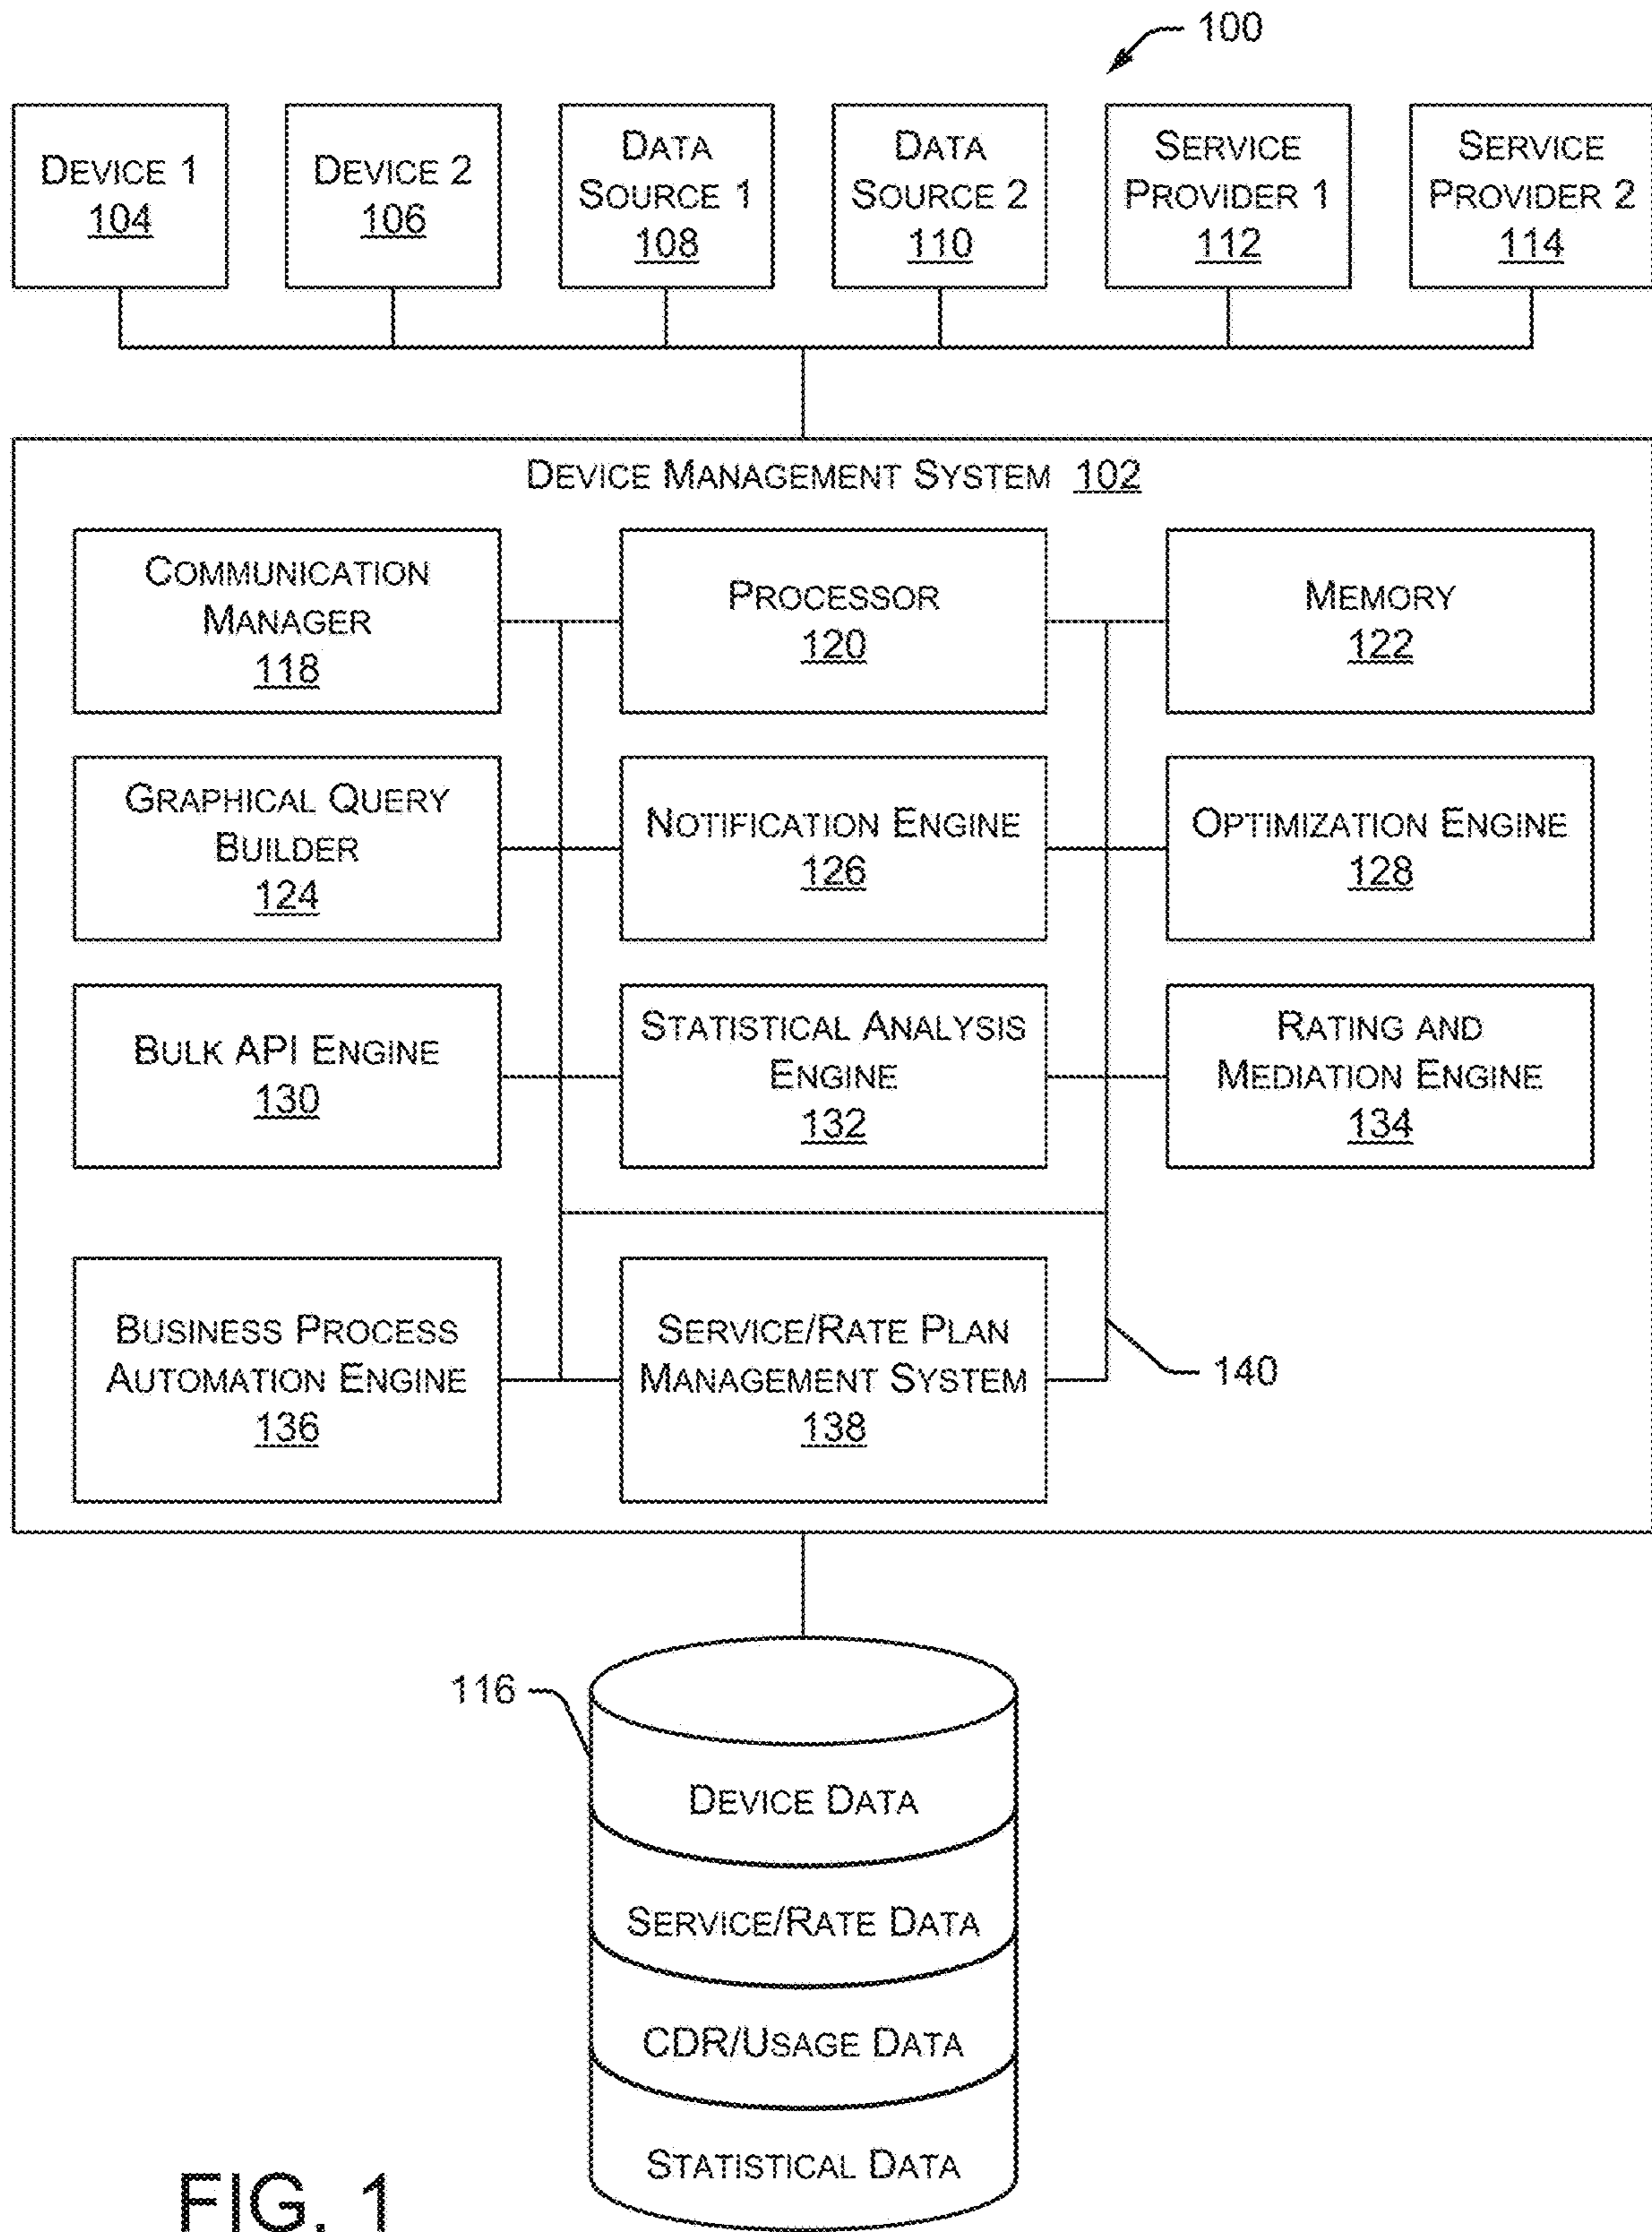 100
DEVICE 1
104
DEVICE 2
106
DATA
SOURCE 1
108
DATA
SOURCE 2
110
SERVICE
PROVIDER 1
112
SERVICE
PROVIDER 2
114
DEVICE MANAGEMENT SYSTEM 102
COMMUNICATION
MANAGER
118
PROCESSOR
120
MEMORY
122
GRAPHICAL QUERY
BUILDER
124
NOTIFICATION ENGINE
126
OPTIMIZATION ENGINE
128
BULK API ENGINE
130
STATISTICAL ANALYSIS
ENGINE
132
RATING AND
MEDIATION ENGINE
134
BUSINESS PROCESS
AUTOMATION ENGINE
136
SERVICE/RATE PLAN
MANAGEMENT SYSTEM
138
140
116
DEVICE DATA
SERVICE/RATE DATA
CDR/USAGE DATA
STATISTICAL DATA
FIG. 1